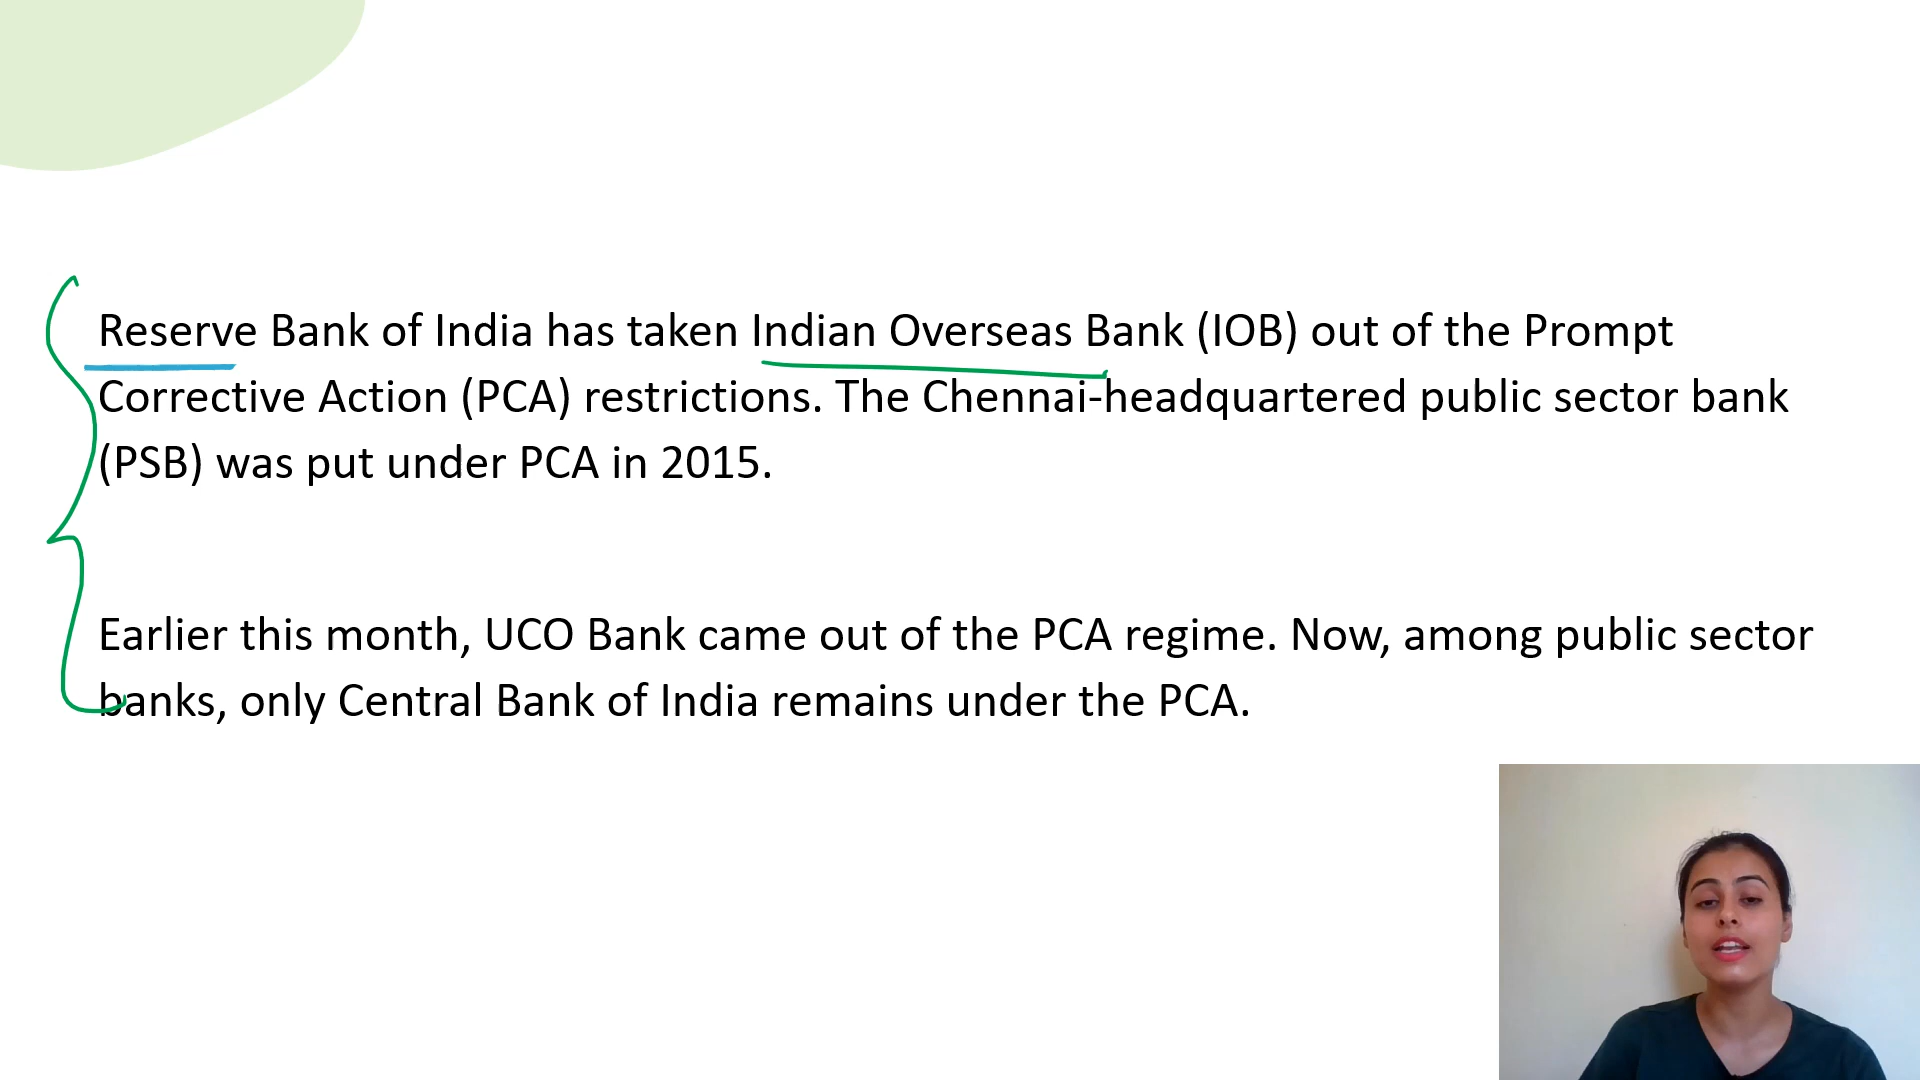 Reserve Bank of India has taken Indian Overseas Bank (IOB) out of the Prompt
Corrective Action (PCA) restrictions. The Chennai-headquartered public sector bank
(PSB) was put under PCA in 2015.
Earlier this month, UCO Bank came out of the PCA regime. Now, among public sector
banks, only Central Bank of India remains under the PCA.